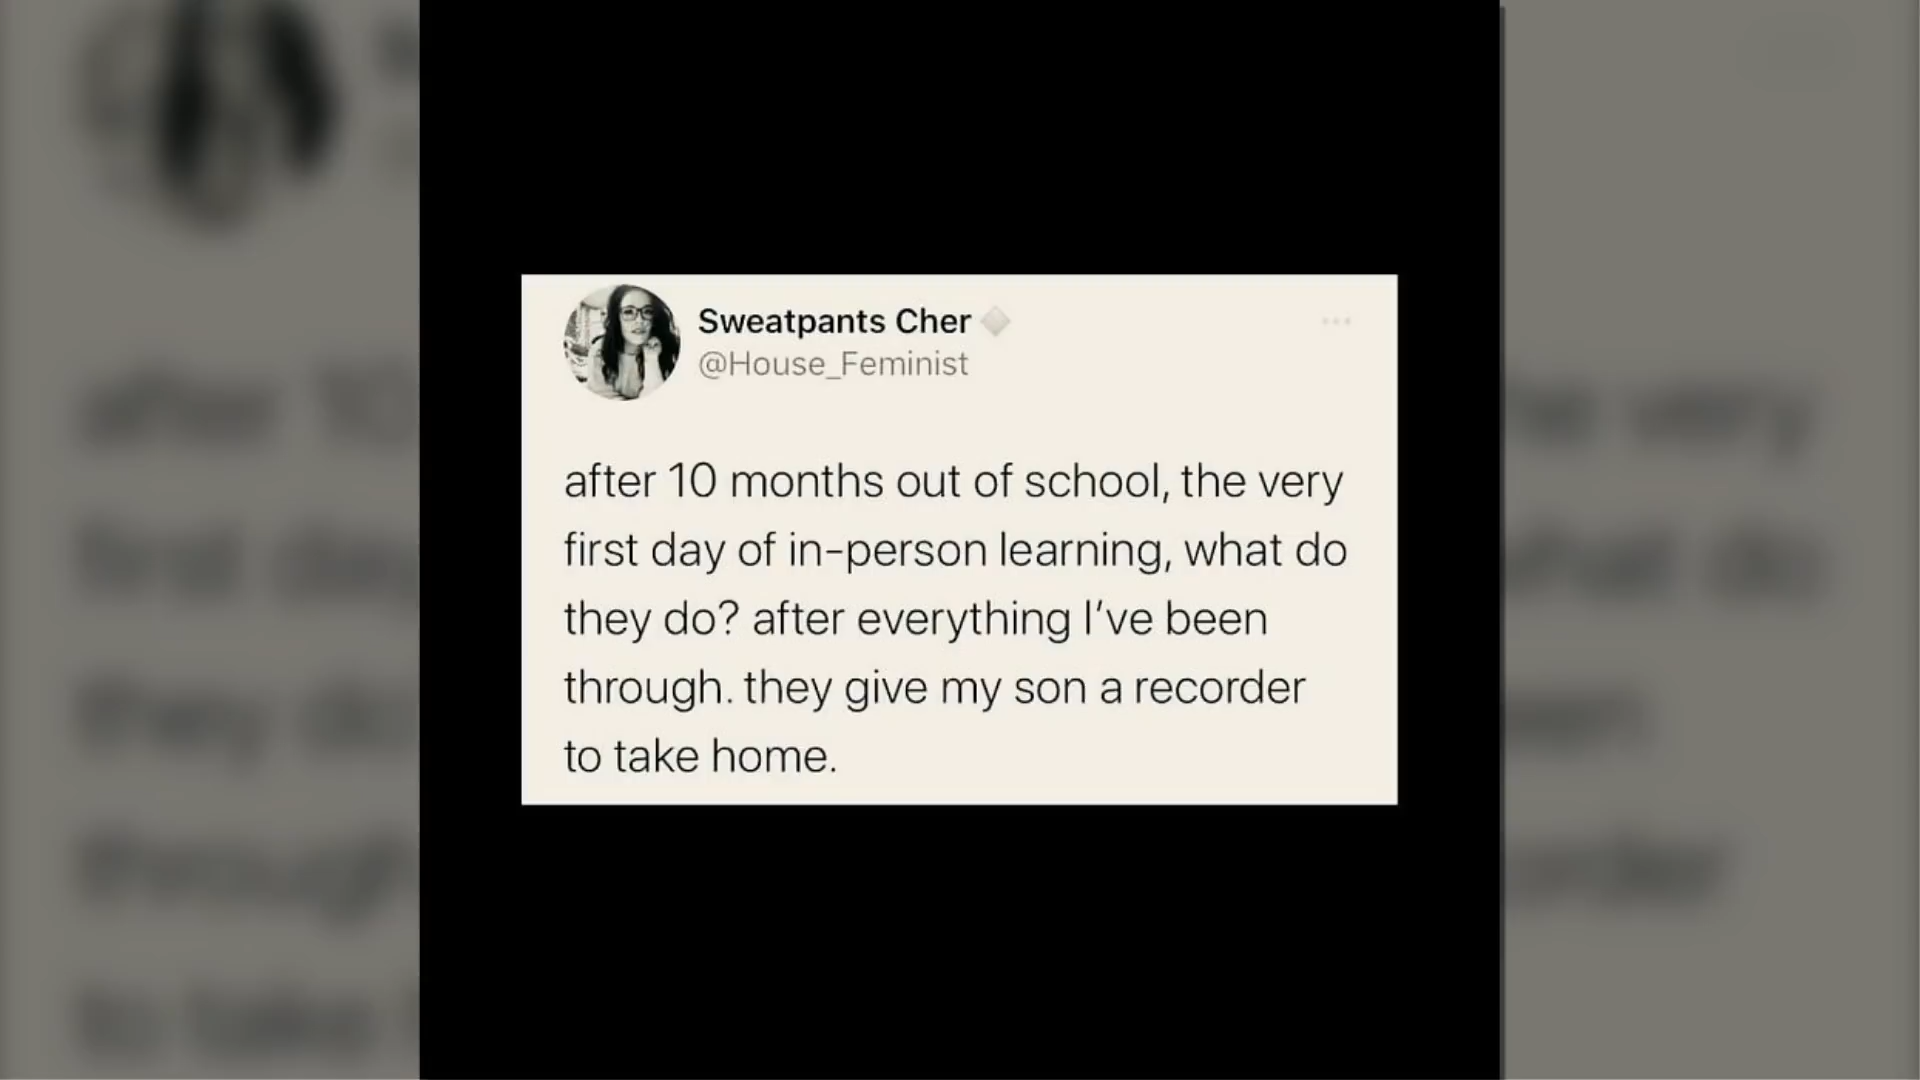 Sweatpants Cher
@House_Feminist
after 10 months out of school, the very
first day of in-person learning, what do
they do? after everything I've been
through. they give my son a recorder
to take home.